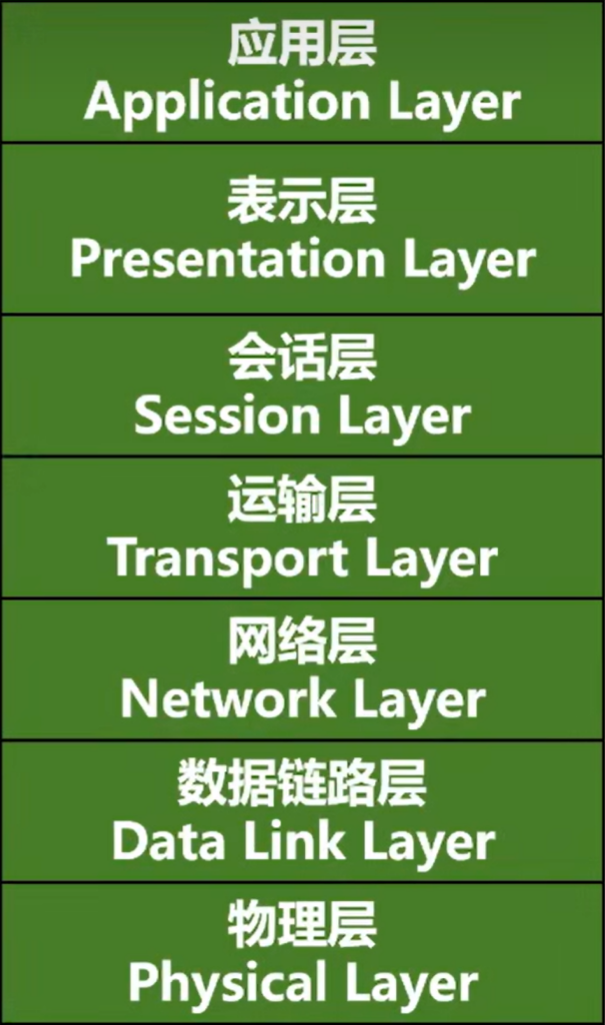 应用层
Application Layer
表示层
Presentation Layer
会话层
Session Layer
运输层
Transport Layer
网络层
Network Layer
数据链路层
Data Link Layer
物理层
Physical Layer